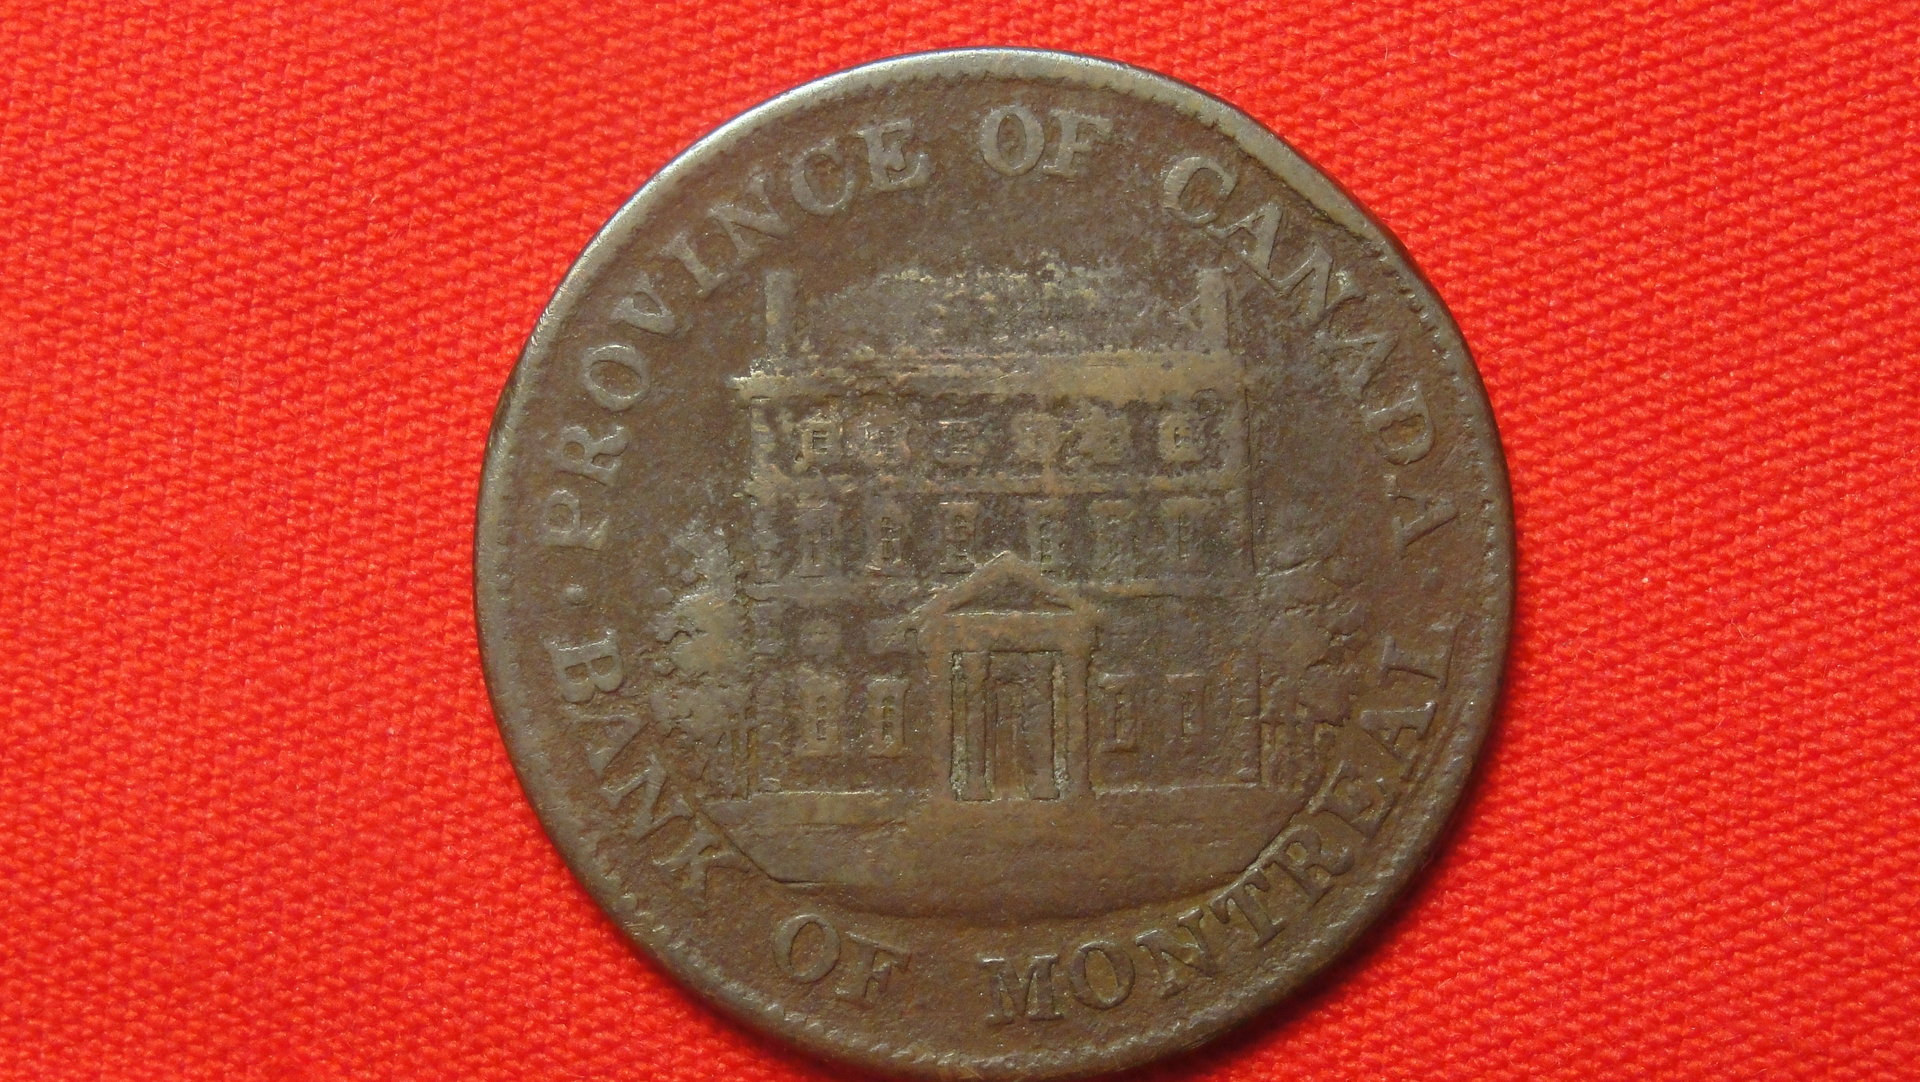 PROVINCE OF CANADA
BANK OF MONTREAL